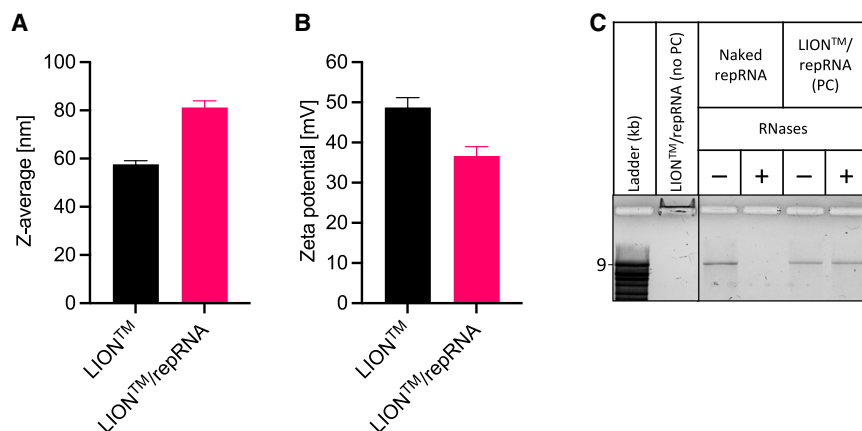 A
Z-average [nm]
100
80
60
40
20
0
LION™
LION™/repRNA
B
Zeta potential [mV]
60
50
40
30
20
10
0
LION™
LION™/repRNA
C
Ladder (kb)
LION™/repRNA (no PC)
Naked
repRNA
LION™/
repRNA
(PC)
RNases
− + − +
9